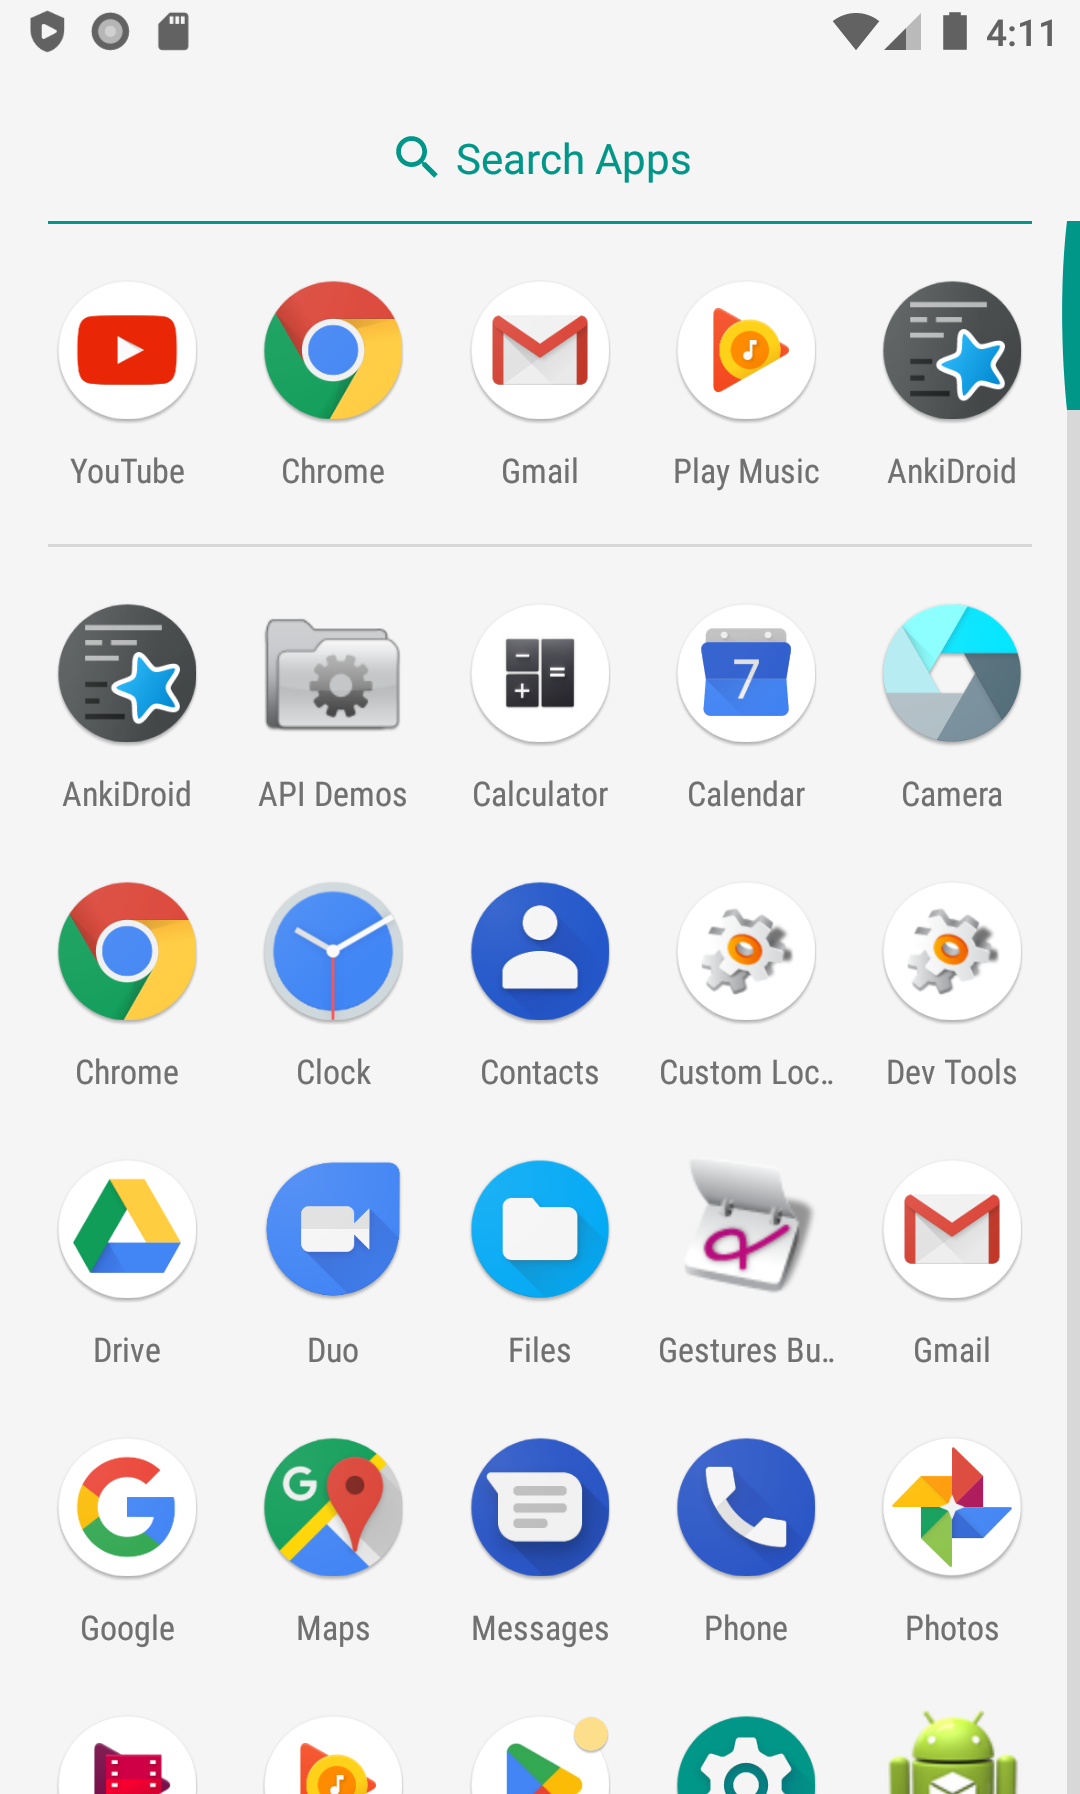 4:11
Search Apps
YouTube Chrome Gmail Play Music AnkiDroid
7
AnkiDroid API Demos Calculator Calendar Camera
Chrome Clock Contacts Custom Loc… Dev Tools
Drive Duo Files Gestures Bu… Gmail
Google Maps Messages Phone Photos